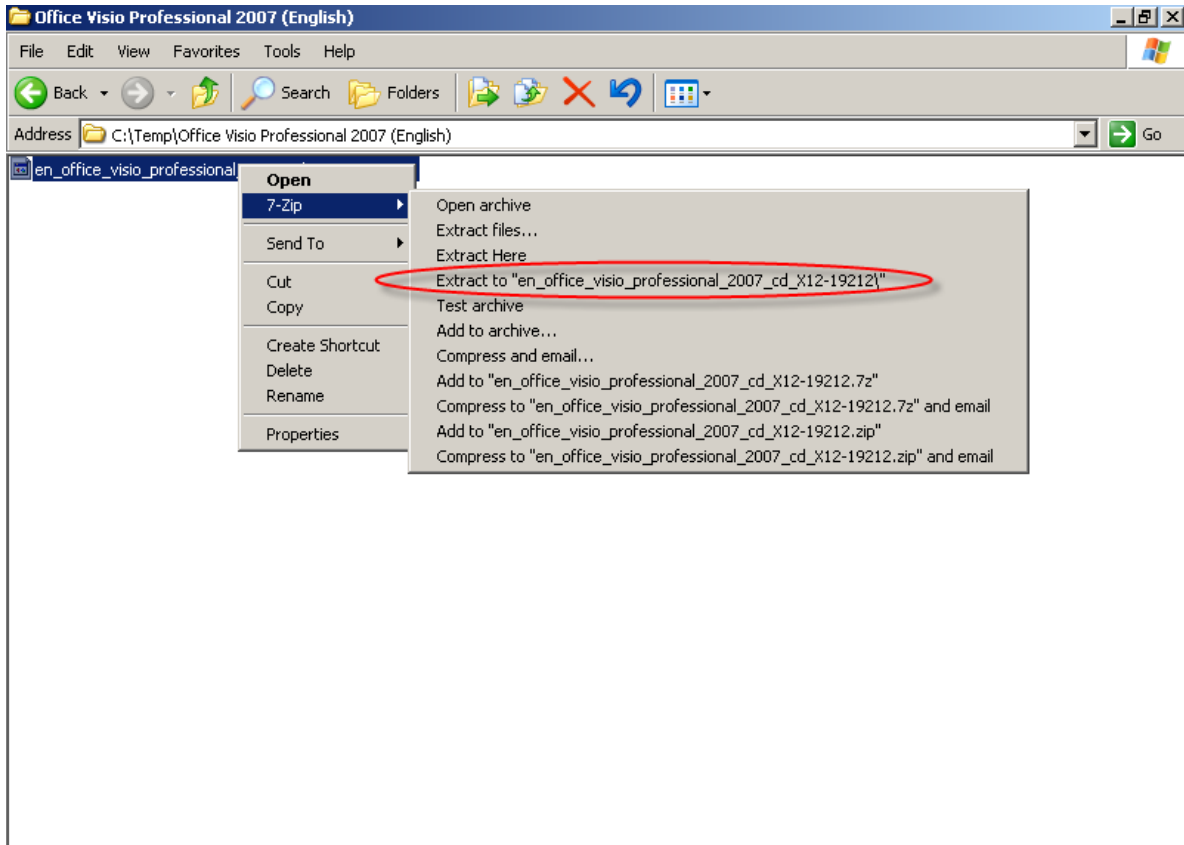 Office Visio Professional 2007 (English)
File Edit View Favorites Tools Help
Back Search Folders
Address C:\Temp\Office Visio Professional 2007 (English) Go
en_office_visio_professional_
Open
7-Zip
Send To
Cut
Copy
Create Shortcut
Delete
Rename
Properties
Open archive
Extract files...
Extract Here
Extract to "en_office_visio_professional_2007_cd_X12-19212\"
Test archive
Add to archive...
Compress and email...
Add to "en_office_visio_professional_2007_cd_X12-19212.7z"
Compress to "en_office_visio_professional_2007_cd_X12-19212.7z" and email
Add to "en_office_visio_professional_2007_cd_X12-19212.zip"
Compress to "en_office_visio_professional_2007_cd_X12-19212.zip" and email